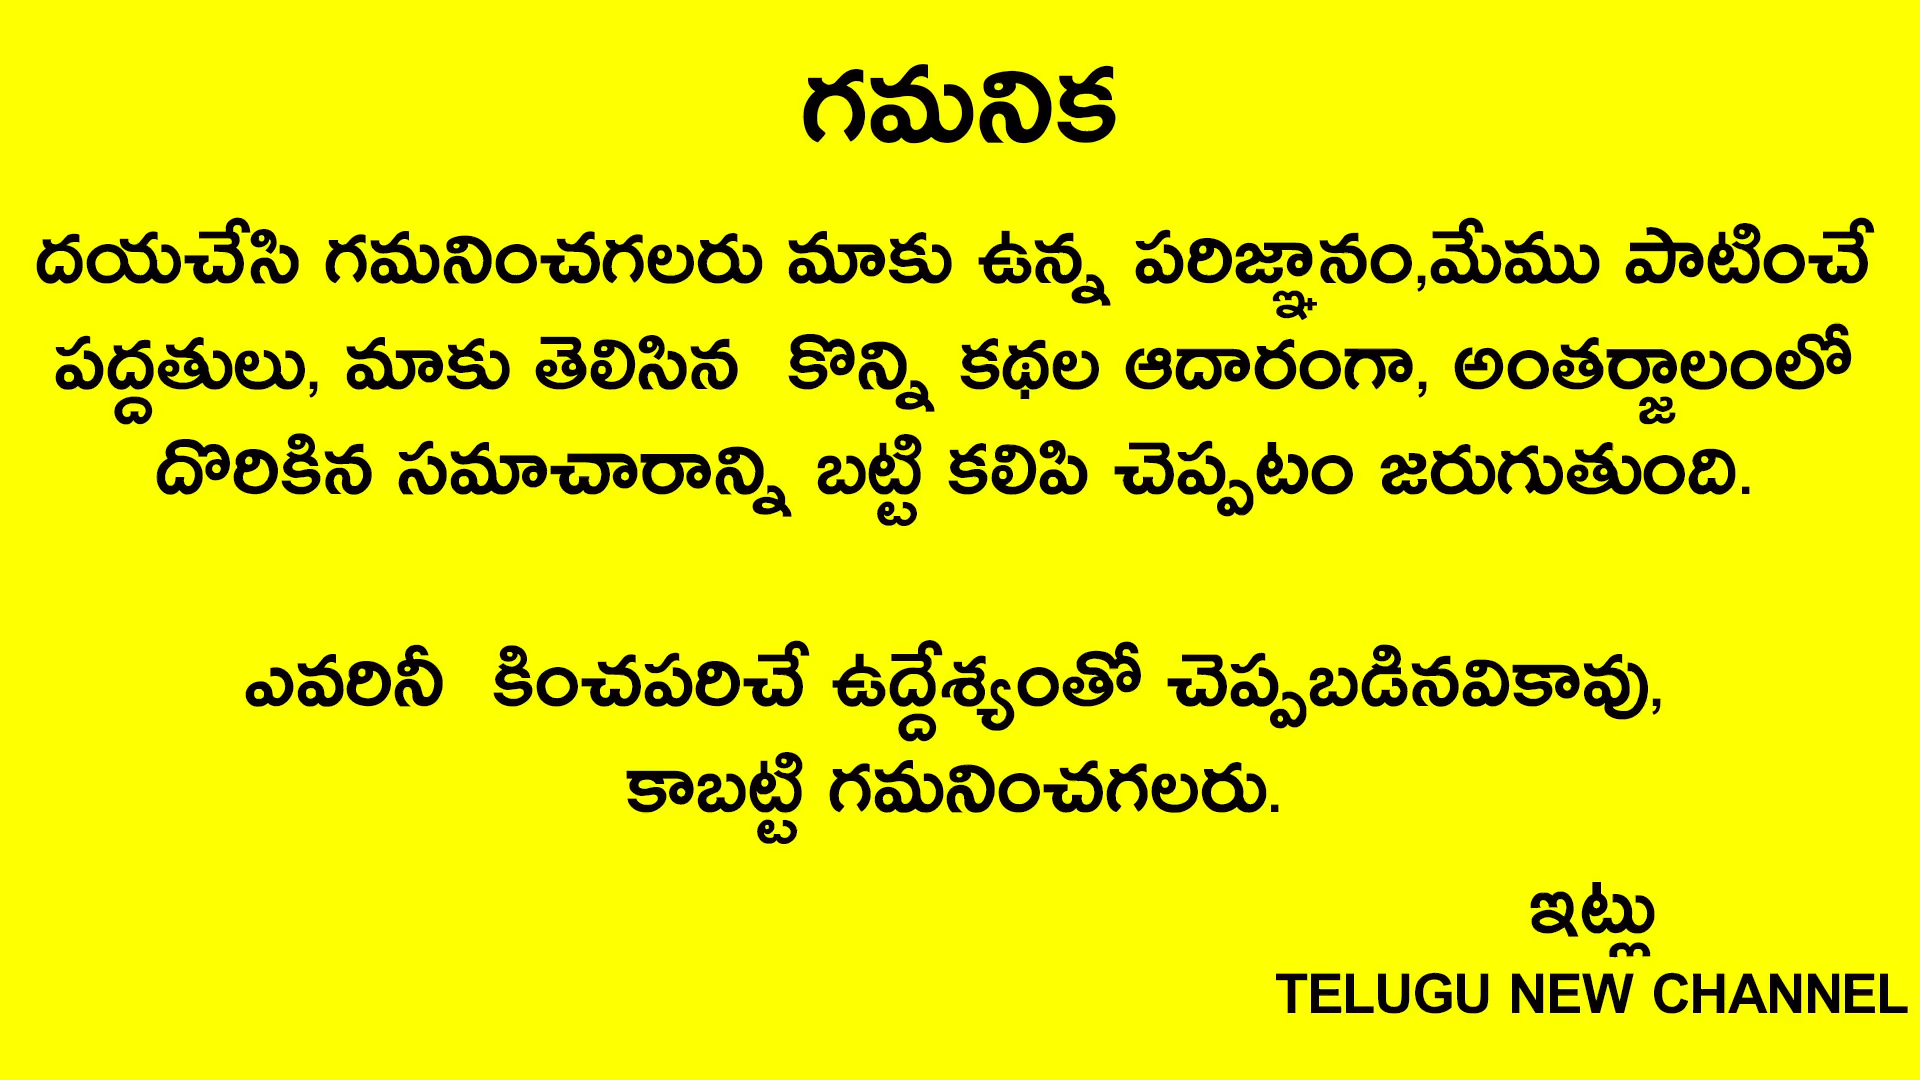 గమనిక
దయచేసి గమనించగలరు మాకు ఉన్న పరిజ్ఞానం,మేము పాటించే
పద్దతులు, మాకు తెలిసిన కొన్ని కథల ఆదారంగా, అంతర్జాలంలో
దొరికిన సమాచారాన్ని బట్టి కలిపి చెప్పటం జరుగుతుంది.
ఎవరినీ కించపరిచే ఉద్దేశ్యంతో చెప్పబడినవికావు,
కాబట్టి గమనించగలరు.
ఇట్లు
TELUGU NEW CHANNEL